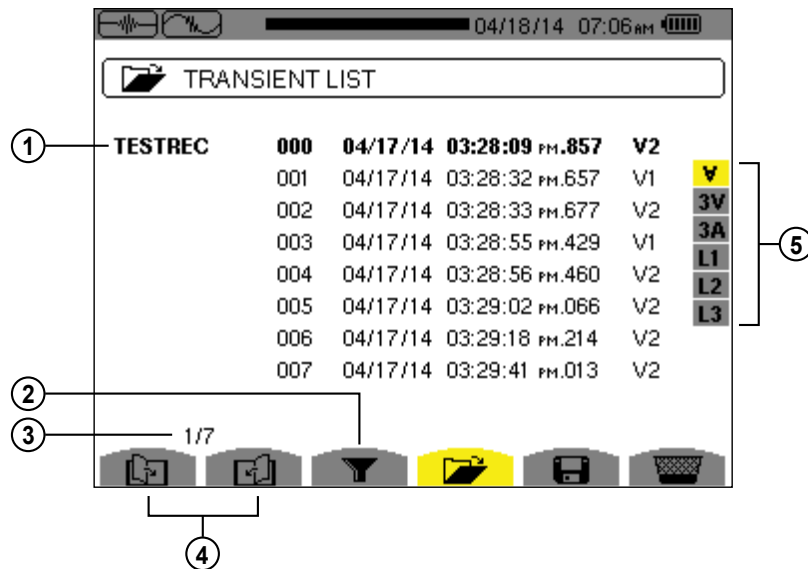 04/18/14 07:06 AM
TRANSIENT LIST
1 TESTREC 000 04/17/14 03:28:09 PM.857 V2
001 04/17/14 03:28:32 PM.657 V1
002 04/17/14 03:28:33 PM.677 V2
003 04/17/14 03:28:55 PM.429 V1
004 04/17/14 03:28:56 PM.460 V2
005 04/17/14 03:29:02 PM.066 V2
006 04/17/14 03:29:18 PM.214 V2
007 04/17/14 03:29:41 PM.013 V2
∀
3V
3A
L1
L2
L3
5
2
3 1/7
4